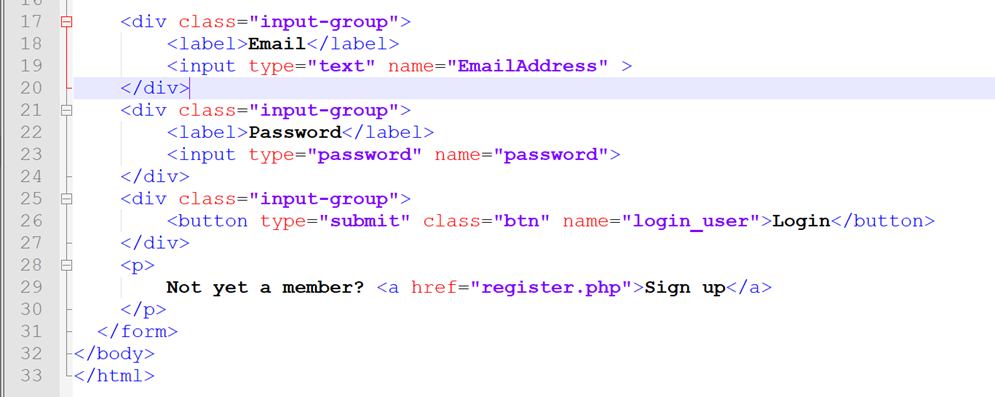 16
17 <div class="input-group">
18 <label>Email</label>
19 <input type="text" name="EmailAddress" >
20 </div>
21 <div class="input-group">
22 <label>Password</label>
23 <input type="password" name="password">
24 </div>
25 <div class="input-group">
26 <button type="submit" class="btn" name="login_user">Login</button>
27 </div>
28 <p>
29 Not yet a member? <a href="register.php">Sign up</a>
30 </p>
31 </form>
32 </body>
33 </html>